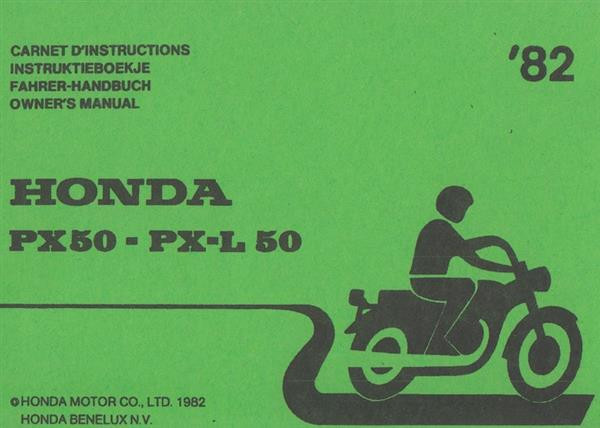 CARNET D'INSTRUCTIONS
INSTRUKTIEBOEKJE
FAHRER-HANDBUCH
OWNER'S MANUAL
'82
HONDA
PX50 - PX-L 50
©HONDA MOTOR CO., LTD. 1982
HONDA BENELUX N.V.